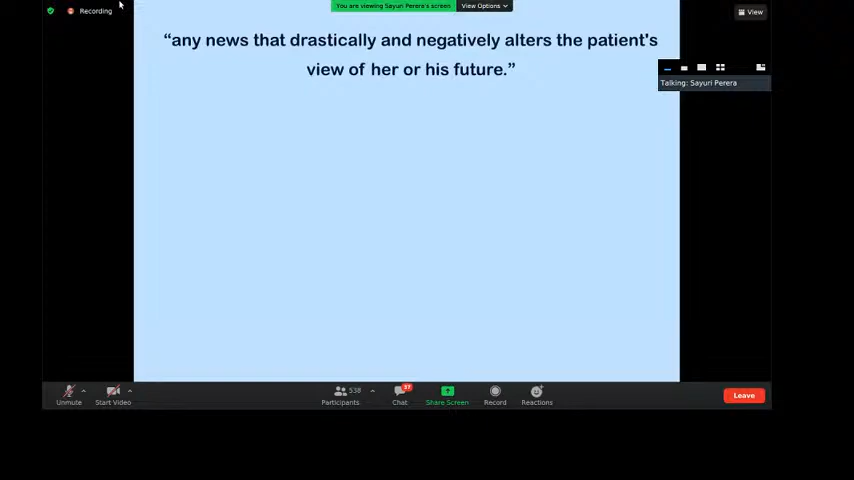 You are viewing Sayuri Perera's screen
View Options
Recording
View
“any news that drastically and negatively alters the patient's
view of her or his future.”
Talking: Sayuri Perera
Unmute
Start Video
538
Participants
37
Chat
Share Screen
Record
Reactions
Leave